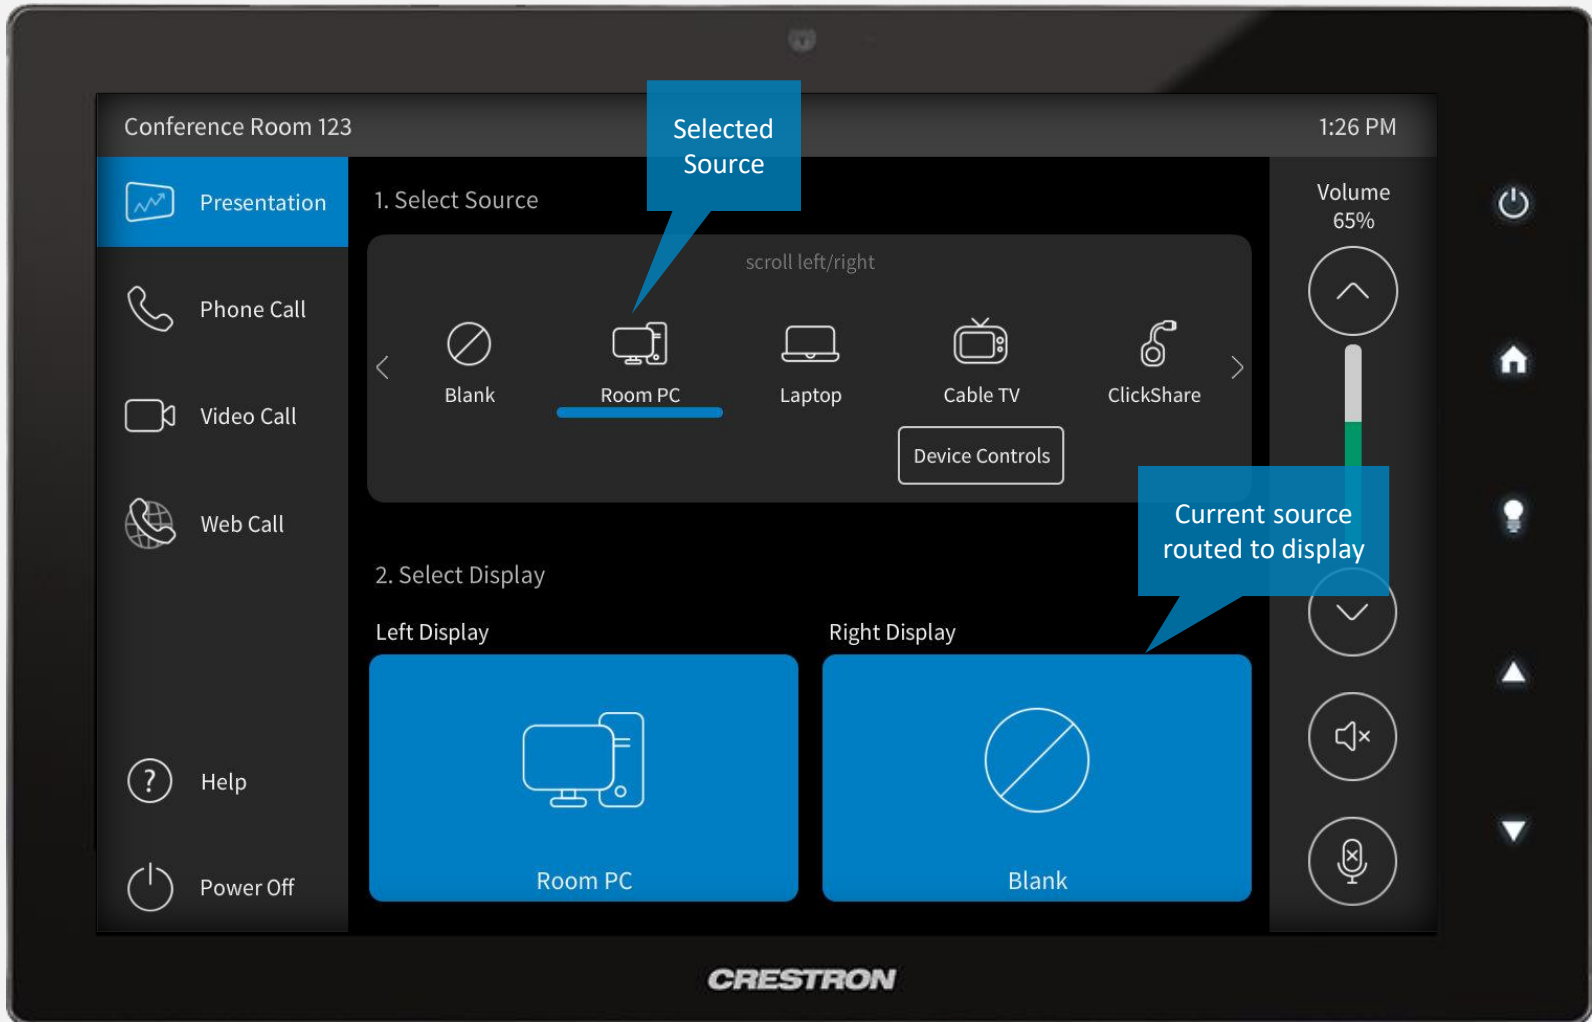 Conference Room 123
1:26 PM
Selected
Source
Presentation
Phone Call
Video Call
Web Call
Help
Power Off
1. Select Source
scroll left/right
Blank
Room PC
Laptop
Cable TV
ClickShare
Device Controls
Current source
routed to display
2. Select Display
Left Display
Right Display
Room PC
Blank
Volume
65%
CRESTRON